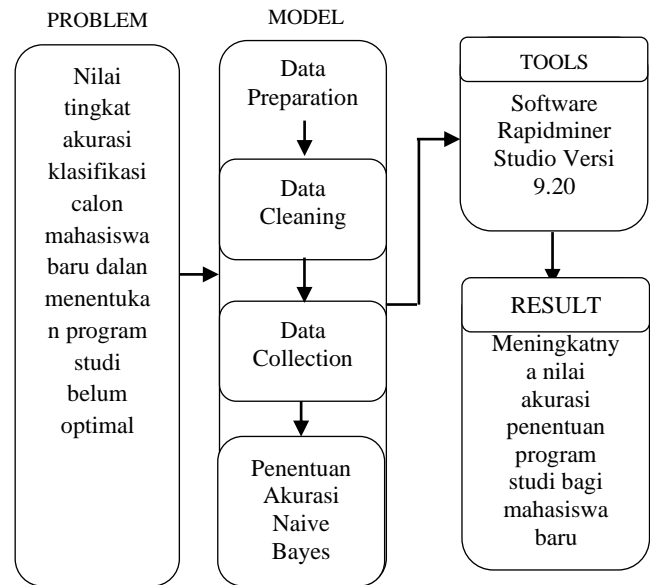 PROBLEM
Nilai
tingkat
akurasi
klasifikasi
calon
mahasiswa
baru dalan
menentuka
n program
studi
belum
optimal
MODEL
Data
Preparation
Data
Cleaning
Data
Collection
Penentuan
Akurasi
Naive
Bayes
TOOLS
Software
Rapidminer
Studio Versi
9.20
RESULT
Meningkatny
a nilai
akurasi
penentuan
program
studi bagi
mahasiswa
baru